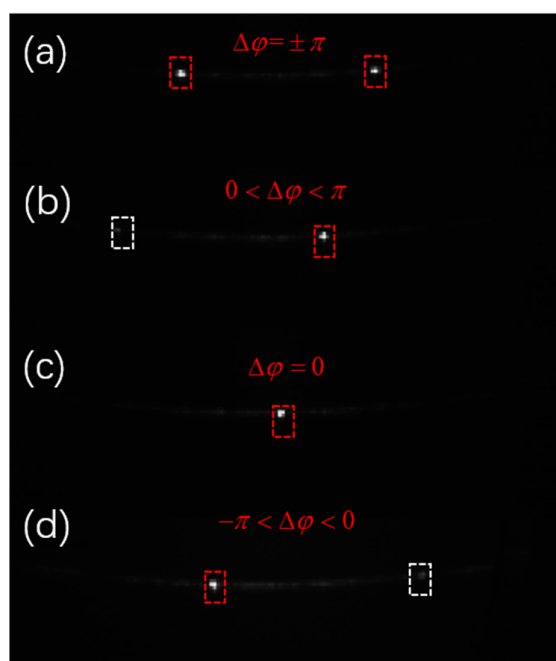 (a)
Δφ=±π
(b)
0 < Δφ < π
(c)
Δφ = 0
(d)
−π < Δφ < 0